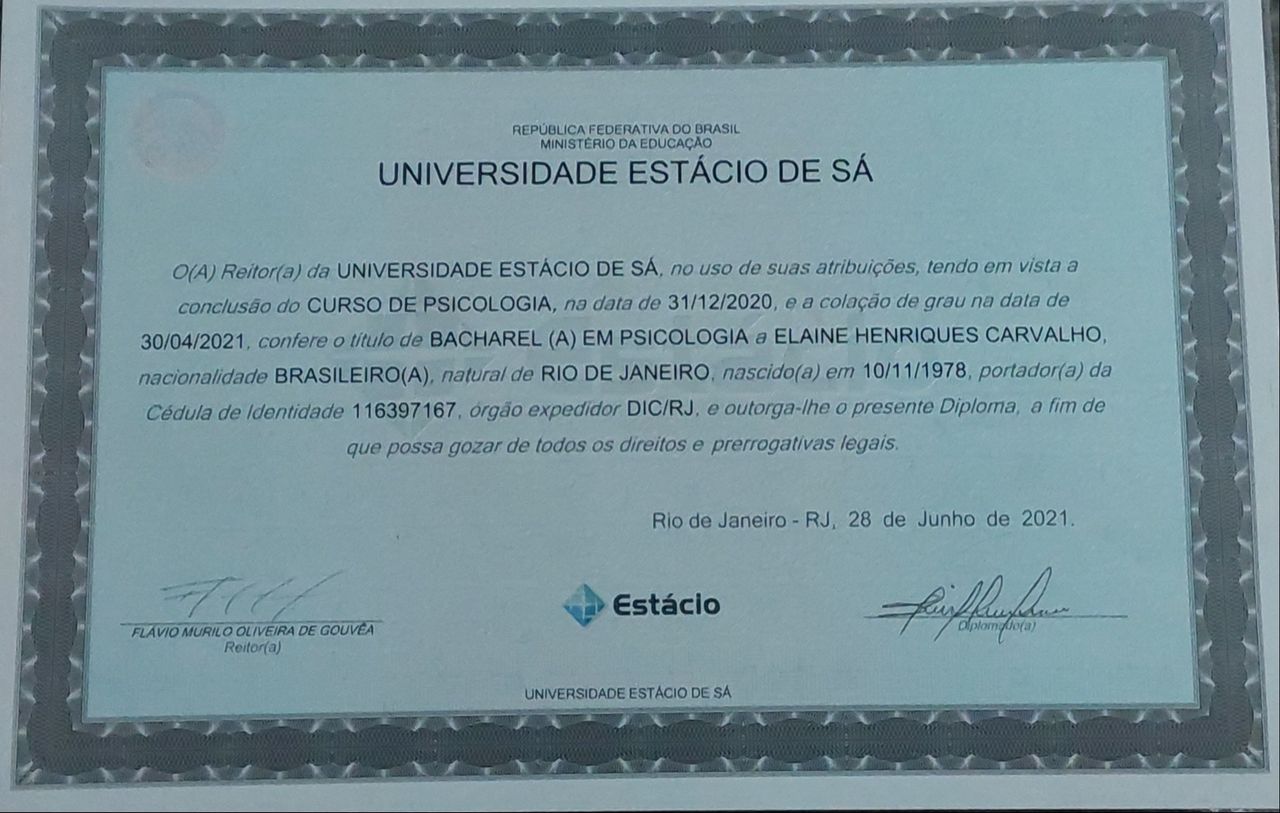 REPÚBLICA FEDERATIVA DO BRASIL
MINISTÉRIO DA EDUCAÇÃO
UNIVERSIDADE ESTÁCIO DE SÁ
O(A) Reitor(a) da UNIVERSIDADE ESTÁCIO DE SÁ, no uso de suas atribuições, tendo em vista a
conclusão do CURSO DE PSICOLOGIA, na data de 31/12/2020, e a colação de grau na data de
30/04/2021, confere o título de BACHAREL (A) EM PSICOLOGIA a ELAINE HENRIQUES CARVALHO,
nacionalidade BRASILEIRO(A), natural de RIO DE JANEIRO, nascido(a) em 10/11/1978, portador(a) da
Cédula de Identidade 116397167, órgão expedidor DIC/RJ, e outorga-lhe o presente Diploma, a fim de
que possa gozar de todos os direitos e prerrogativas legais.
Rio de Janeiro - RJ, 28 de Junho de 2021.
FLÁVIO MURILO OLIVEIRA DE GOUVÊA
Reitor(a)
Estácio
Diplomado(a)
UNIVERSIDADE ESTÁCIO DE SÁ